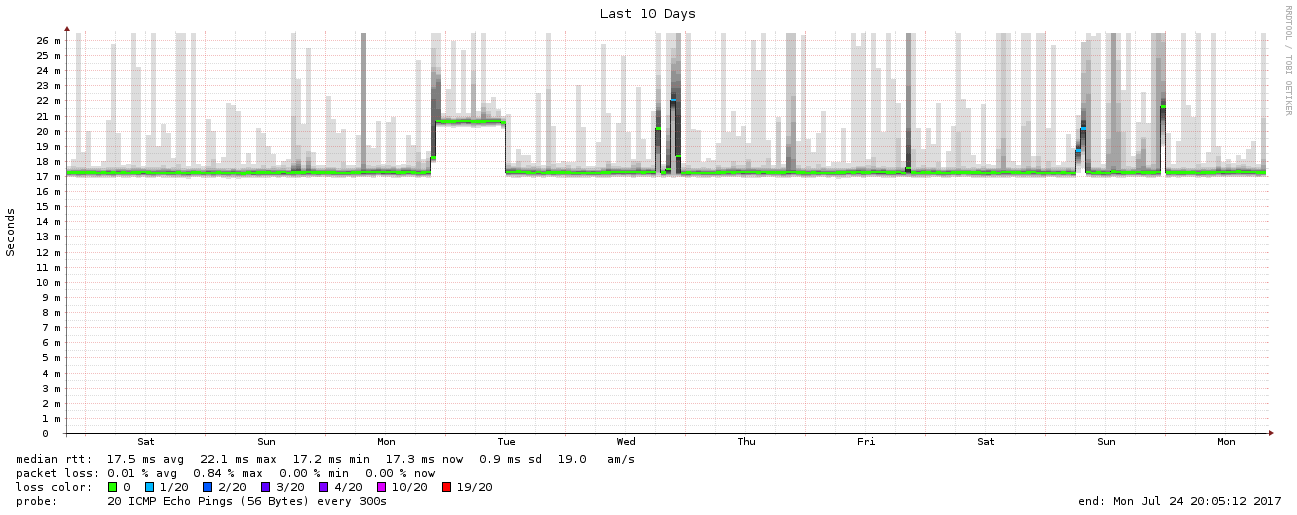 Last 10 Days
RRDTOOL / TOBI OETIKER
26 m
25 m
24 m
23 m
22 m
21 m
20 m
19 m
18 m
17 m
16 m
15 m
14 m
13 m
12 m
11 m
10 m
9 m
8 m
7 m
6 m
5 m
4 m
3 m
2 m
1 m
0
Seconds
Sat Sun Mon Tue Wed Thu Fri Sat Sun Mon
median rtt: 17.5 ms avg 22.1 ms max 17.2 ms min 17.3 ms now 0.9 ms sd 19.0 am/s
packet loss: 0.01 % avg 0.84 % max 0.00 % min 0.00 % now
loss color: 0 1/20 2/20 3/20 4/20 10/20 19/20
probe: 20 ICMP Echo Pings (56 Bytes) every 300s end: Mon Jul 24 20:05:12 2017